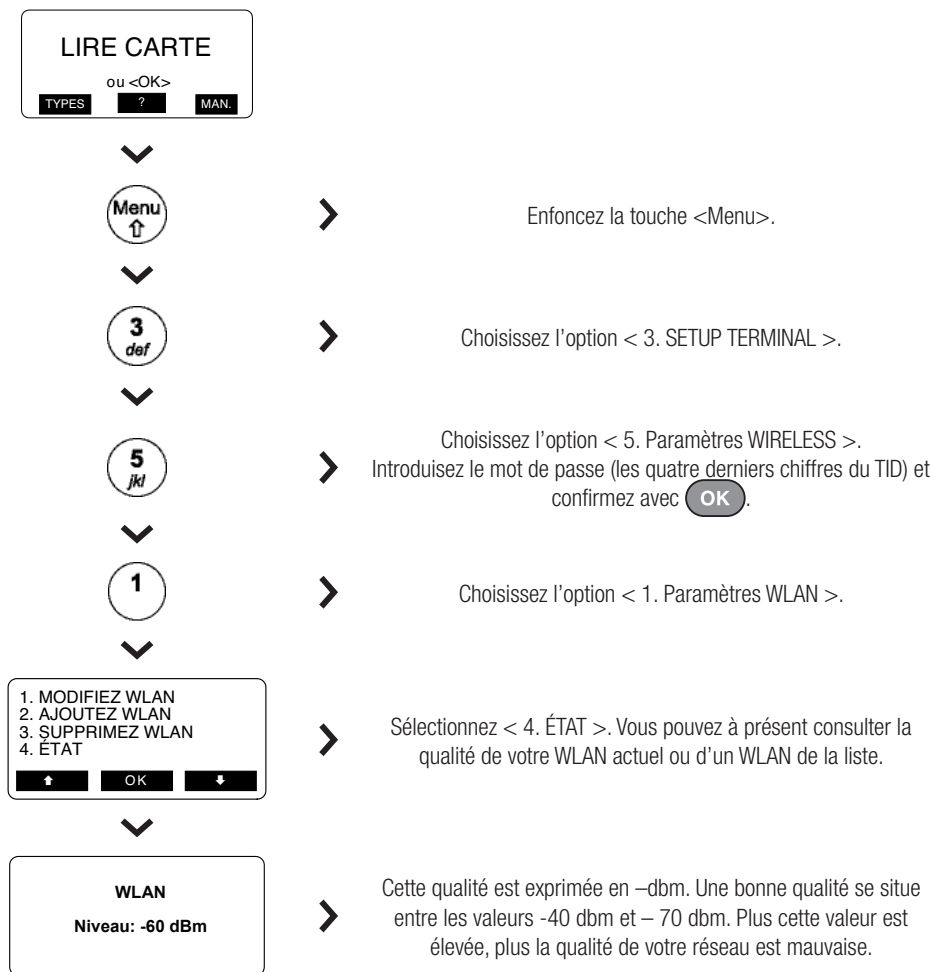 LIRE CARTE
ou <OK>
TYPES ? MAN.
Menu
⇧
Enfoncez la touche <Menu>.
3
def
Choisissez l’option < 3. SETUP TERMINAL >.
5
jkl
Choisissez l’option < 5. Paramètres WIRELESS >.
Introduisez le mot de passe (les quatre derniers chiffres du TID) et
confirmez avec OK .
1
Choisissez l’option < 1. Paramètres WLAN >.
1. MODIFIEZ WLAN
2. AJOUTEZ WLAN
3. SUPPRIMEZ WLAN
4. ÉTAT
⬆ OK ⬇
Sélectionnez < 4. ÉTAT >. Vous pouvez à présent consulter la
qualité de votre WLAN actuel ou d’un WLAN de la liste.
WLAN
Niveau: -60 dBm
Cette qualité est exprimée en –dbm. Une bonne qualité se situe
entre les valeurs -40 dbm et – 70 dbm. Plus cette valeur est
élevée, plus la qualité de votre réseau est mauvaise.